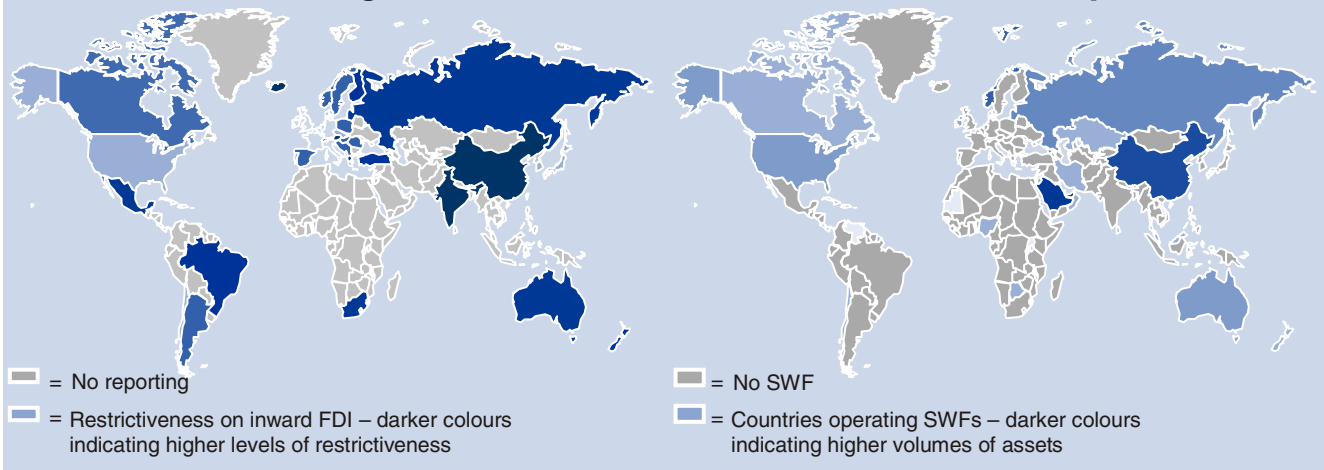 = No reporting
= Restrictiveness on inward FDI – darker colours
indicating higher levels of restrictiveness
= No SWF
= Countries operating SWFs – darker colours
indicating higher volumes of assets